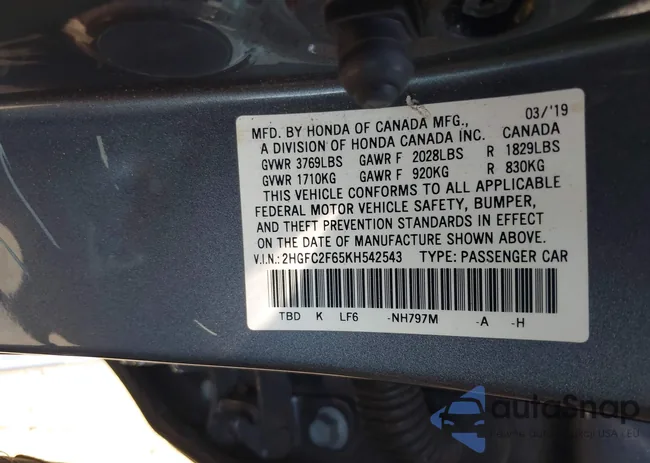 03/'19
MFD. BY HONDA OF CANADA MFG., CANADA
A DIVISION OF HONDA CANADA INC.
GVWR 3769LBS GAWR F 2028LBS R 1829LBS
GVWR 1710KG GAWR F 920KG R 830KG
THIS VEHICLE CONFORMS TO ALL APPLICABLE
FEDERAL MOTOR VEHICLE SAFETY, BUMPER,
AND THEFT PREVENTION STANDARDS IN EFFECT
ON THE DATE OF MANUFACTURE SHOWN ABOVE.
V.I.N.: 2HGFC2F65KH542543 TYPE: PASSENGER CAR
TBD K LF6 -NH797M -A -H
autoSnap
USA | EU